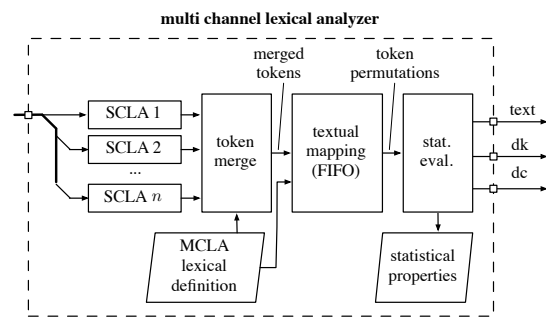 multi channel lexical analyzer
merged
tokens
token
permutations
SCLA 1
SCLA 2
...
SCLA n
token
merge
textual
mapping
(FIFO)
stat.
eval.
text
dk
dc
MCLA
lexical
definition
statistical
properties